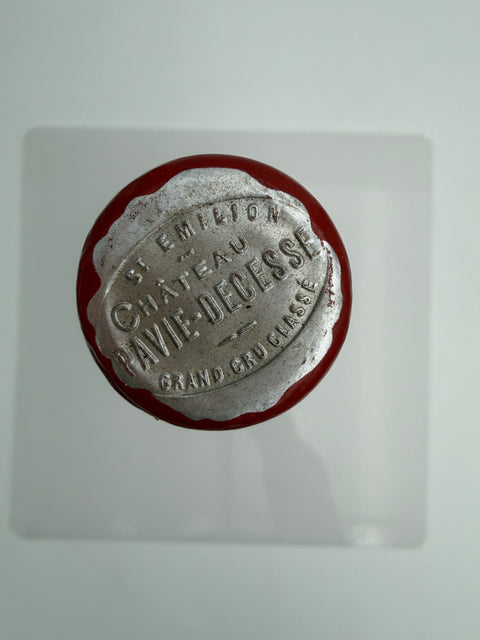 ST EMILION
CHÂTEAU
PAVIE-DECESSE
GRAND CRU CLASSÉ